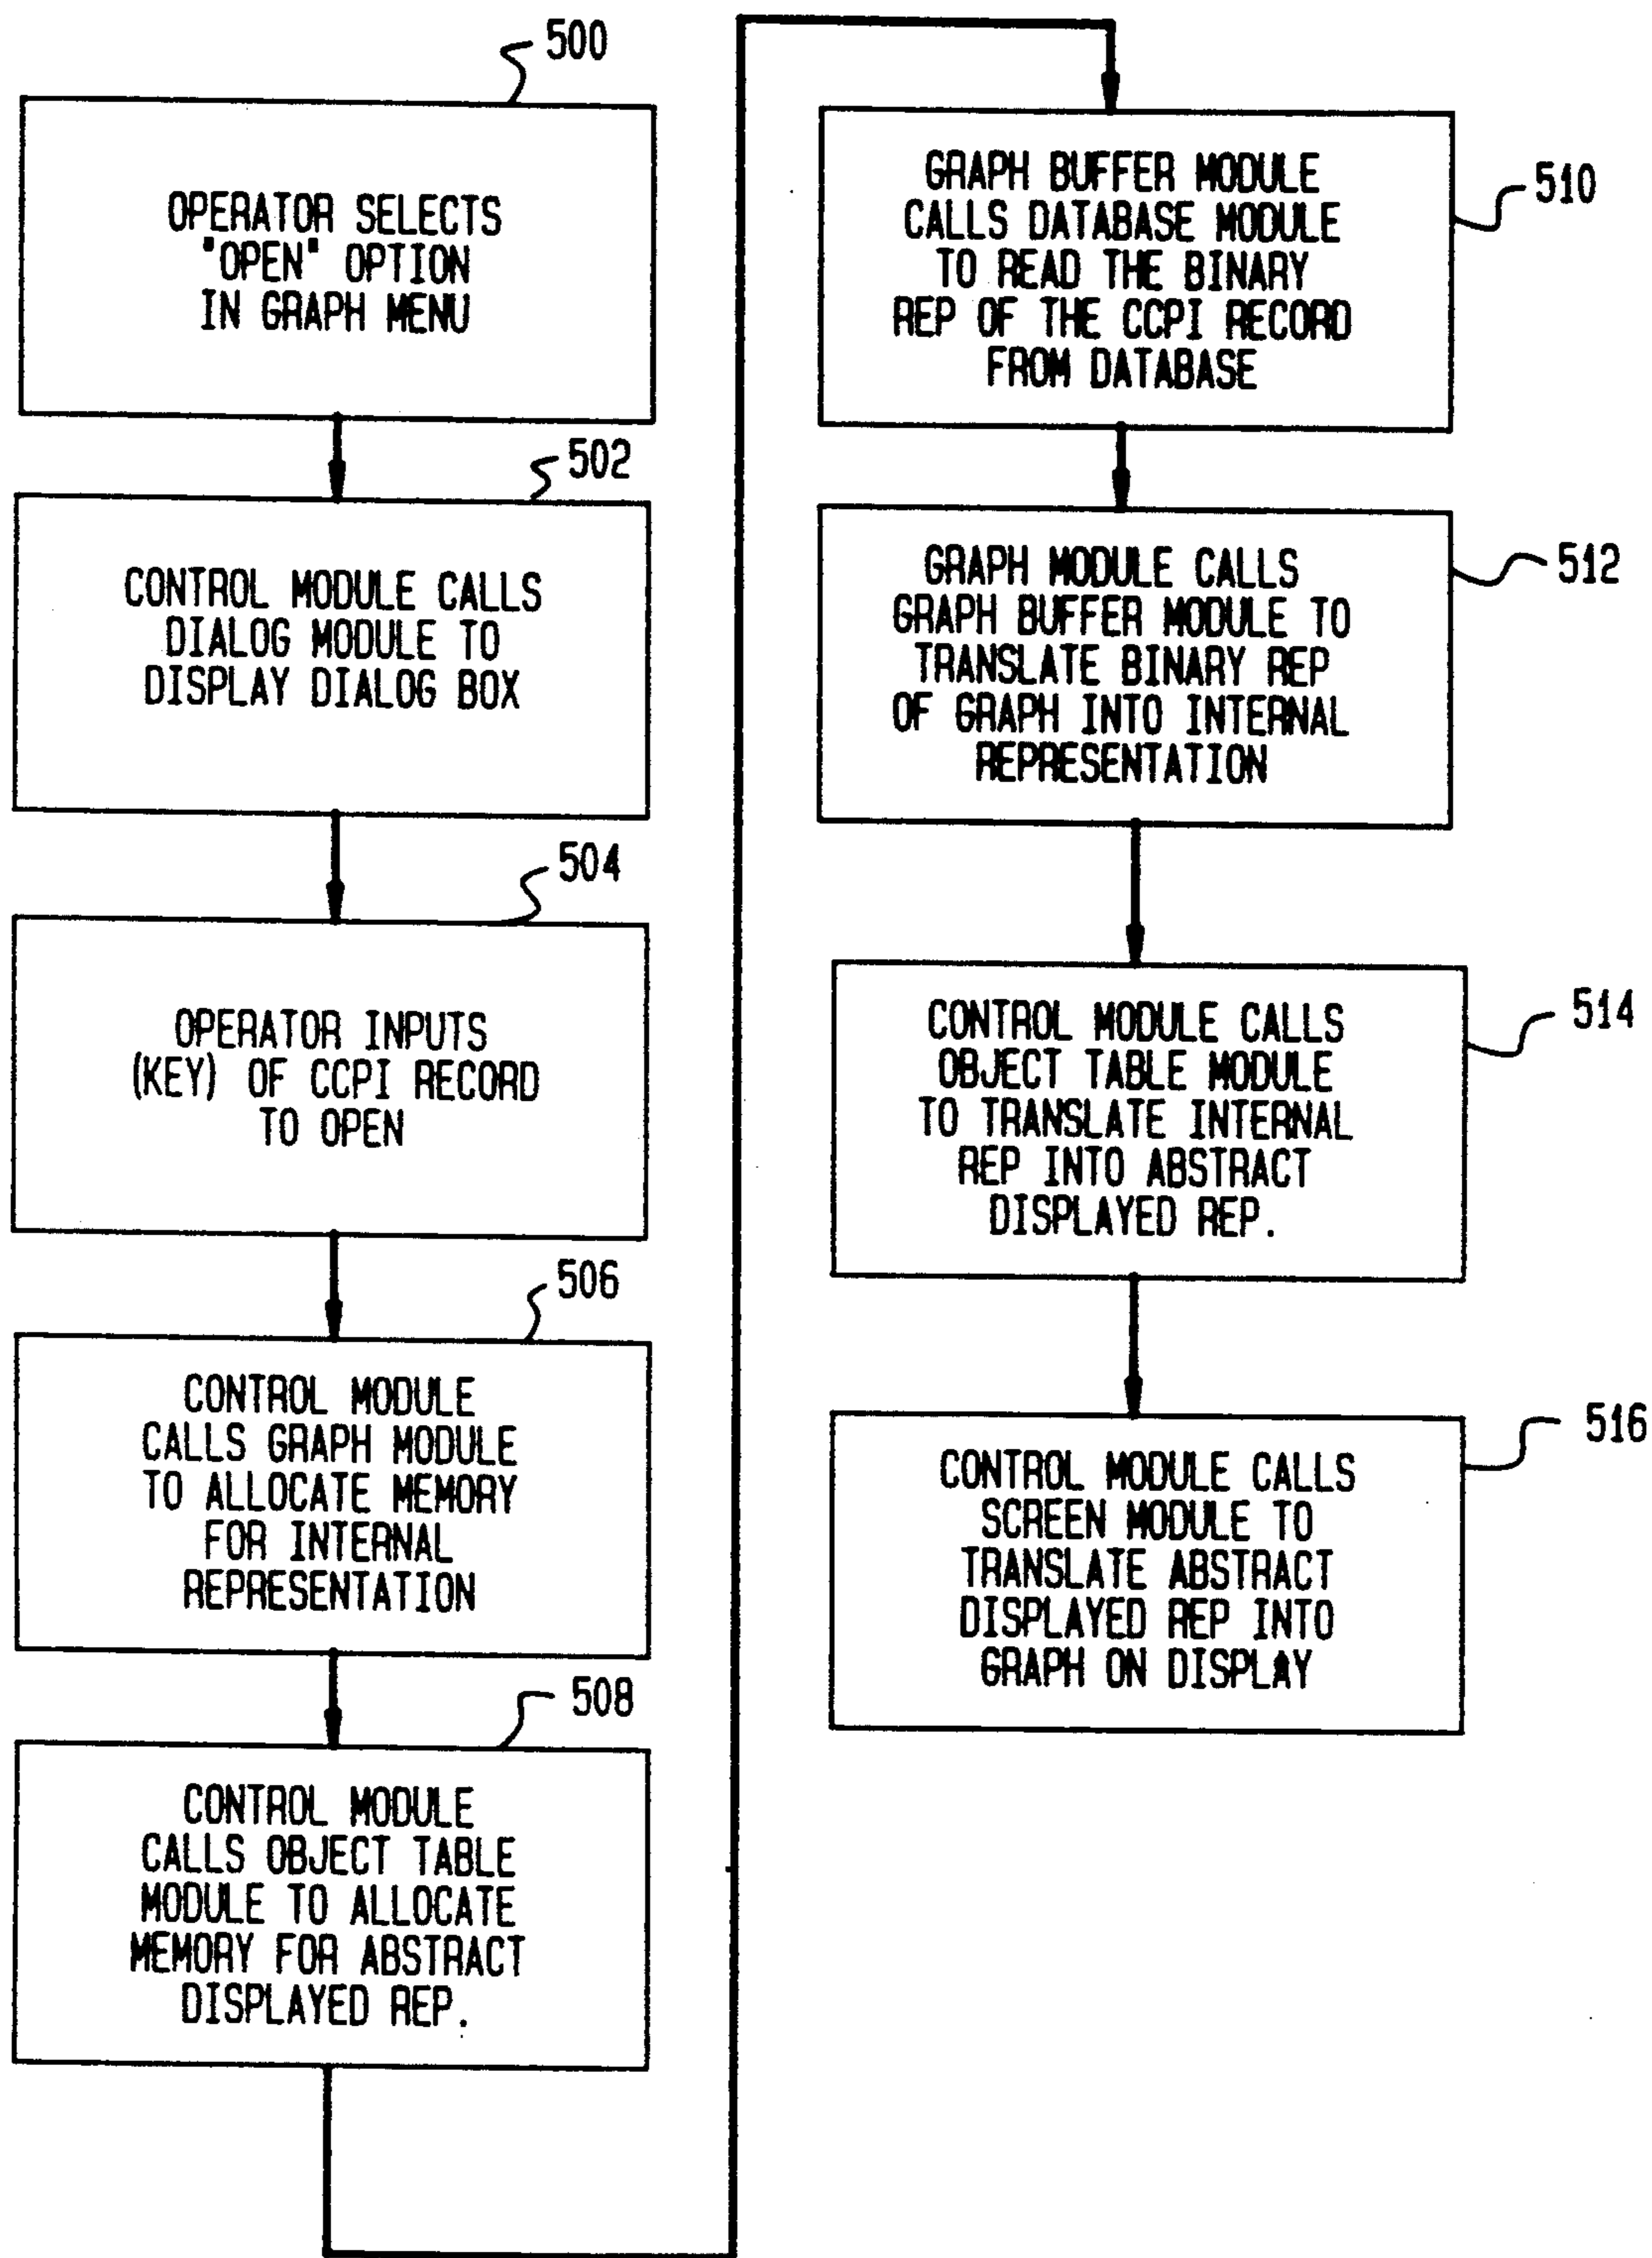 500
OPERATOR SELECTS
"OPEN" OPTION
IN GRAPH MENU
502
CONTROL MODULE CALLS
DIALOG MODULE TO
DISPLAY DIALOG BOX
504
OPERATOR INPUTS
(KEY) OF CCPI RECORD
TO OPEN
506
CONTROL MODULE
CALLS GRAPH MODULE
TO ALLOCATE MEMORY
FOR INTERNAL
REPRESENTATION
508
CONTROL MODULE
CALLS OBJECT TABLE
MODULE TO ALLOCATE
MEMORY FOR ABSTRACT
DISPLAYED REP.
510
GRAPH BUFFER MODULE
CALLS DATABASE MODULE
TO READ THE BINARY
REP OF THE CCPI RECORD
FROM DATABASE
512
GRAPH MODULE CALLS
GRAPH BUFFER MODULE TO
TRANSLATE BINARY REP
OF GRAPH INTO INTERNAL
REPRESENTATION
514
CONTROL MODULE CALLS
OBJECT TABLE MODULE
TO TRANSLATE INTERNAL
REP INTO ABSTRACT
DISPLAYED REP.
516
CONTROL MODULE CALLS
SCREEN MODULE TO
TRANSLATE ABSTRACT
DISPLAYED REP INTO
GRAPH ON DISPLAY